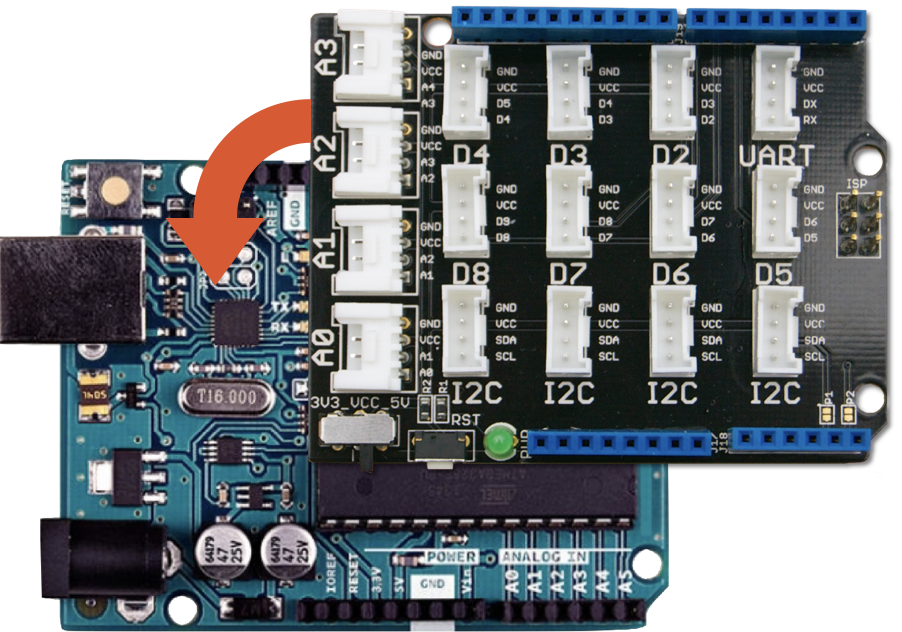 A3
GND
VCC
A4
A3
A2
GND
VCC
A3
A2
A1
GND
VCC
A2
A1
A0
GND
VCC
A1
A0
GND
VCC
D5
D4
D4
GND
VCC
D4
D3
D3
GND
VCC
D3
D2
D2
GND
VCC
DX
RX
UART
J13
GND
VCC
D9
D8
D8
GND
VCC
D8
D7
D7
GND
VCC
D7
D6
D6
GND
VCC
D6
D5
D5
ISP
GND
VCC
SDA
SCL
I2C
GND
VCC
SDA
SCL
I2C
GND
VCC
SDA
SCL
I2C
GND
VCC
SDA
SCL
I2C
R2
R1
P1
P2
3V3 VCC 5V
RST
PWR
J17
J18
RESET
AREF
GND
TX
RX
T16.000
ATMEL
47
25V
47
25V
POWER
ANALOG IN
IOREF
RESET
3.3V
5V
GND
Vin
A0
A1
A2
A3
A4
A5